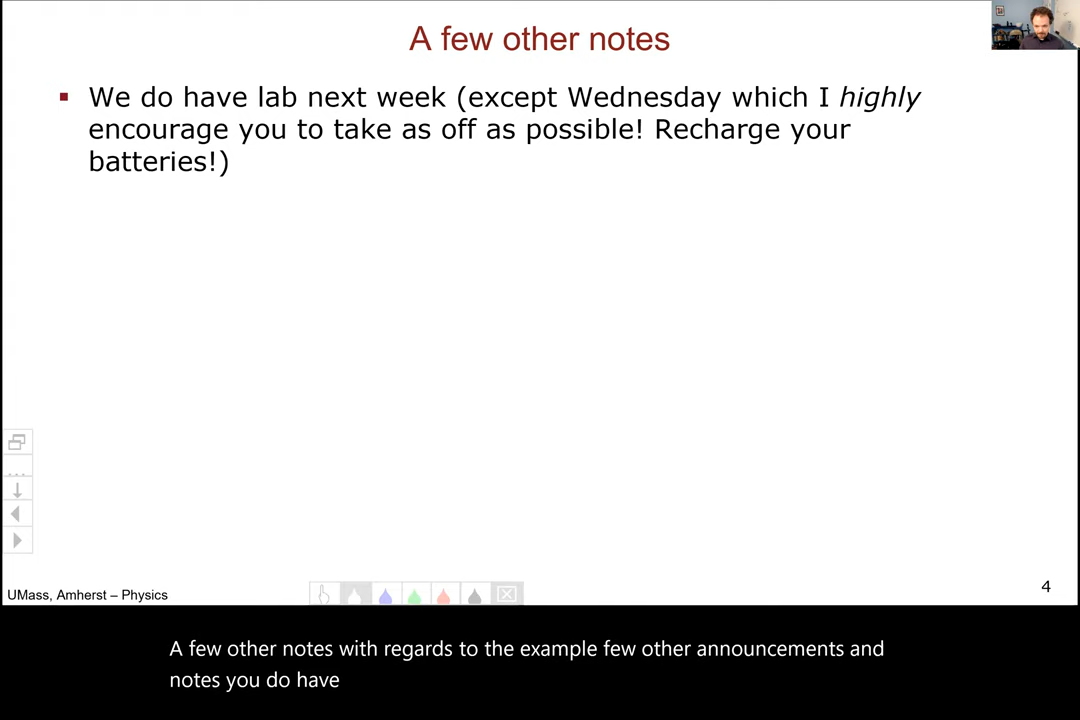 A few other notes
We do have lab next week (except Wednesday which I highly
encourage you to take as off as possible! Recharge your
batteries!)
UMass, Amherst – Physics
4
A few other notes with regards to the example few other announcements and
notes you do have